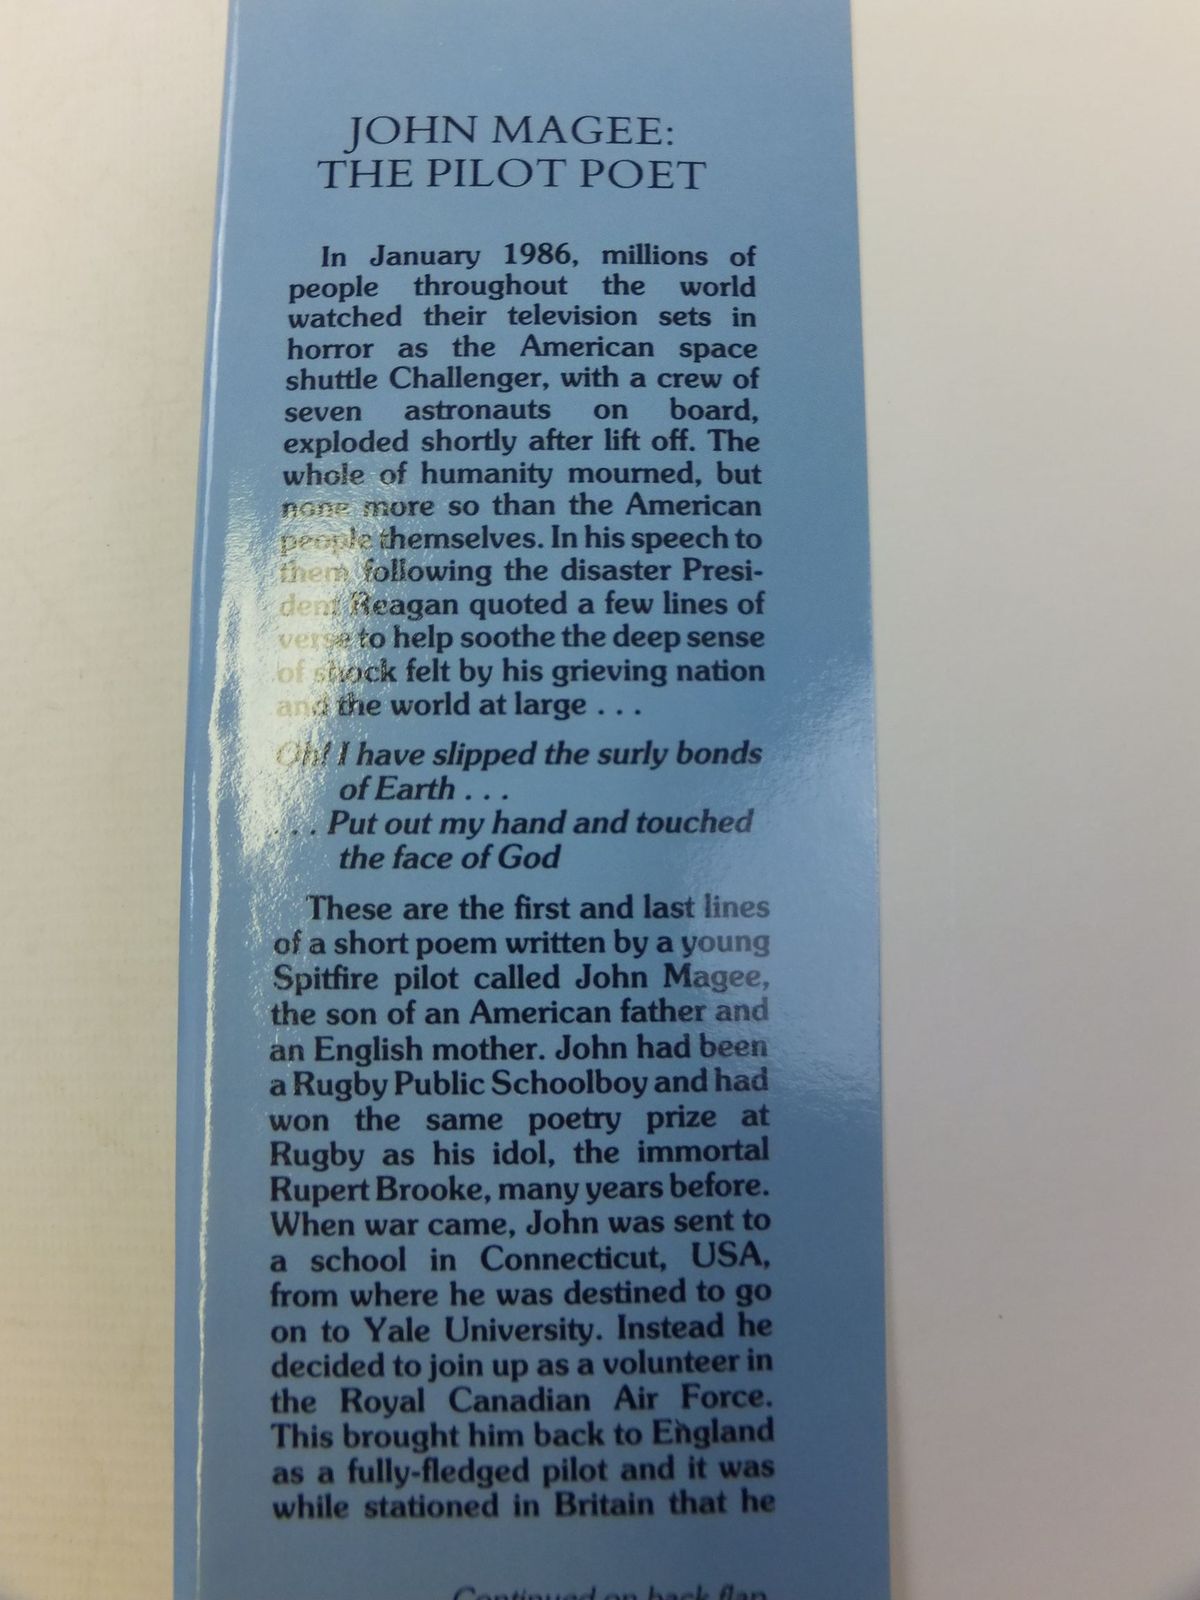 JOHN MAGEE:
THE PILOT POET
In January 1986, millions of
people throughout the world
watched their television sets in
horror as the American space
shuttle Challenger, with a crew of
seven astronauts on board,
exploded shortly after lift off. The
whole of humanity mourned, but
none more so than the American
people themselves. In his speech to
them following the disaster Presi-
dent Reagan quoted a few lines of
verse to help soothe the deep sense
of shock felt by his grieving nation
and the world at large . . .
Oh! I have slipped the surly bonds
of Earth . . .
. . . Put out my hand and touched
the face of God
These are the first and last lines
of a short poem written by a young
Spitfire pilot called John Magee,
the son of an American father and
an English mother. John had been
a Rugby Public Schoolboy and had
won the same poetry prize at
Rugby as his idol, the immortal
Rupert Brooke, many years before.
When war came, John was sent to
a school in Connecticut, USA,
from where he was destined to go
on to Yale University. Instead he
decided to join up as a volunteer in
the Royal Canadian Air Force.
This brought him back to England
as a fully-fledged pilot and it was
while stationed in Britain that he
Continued on back flap